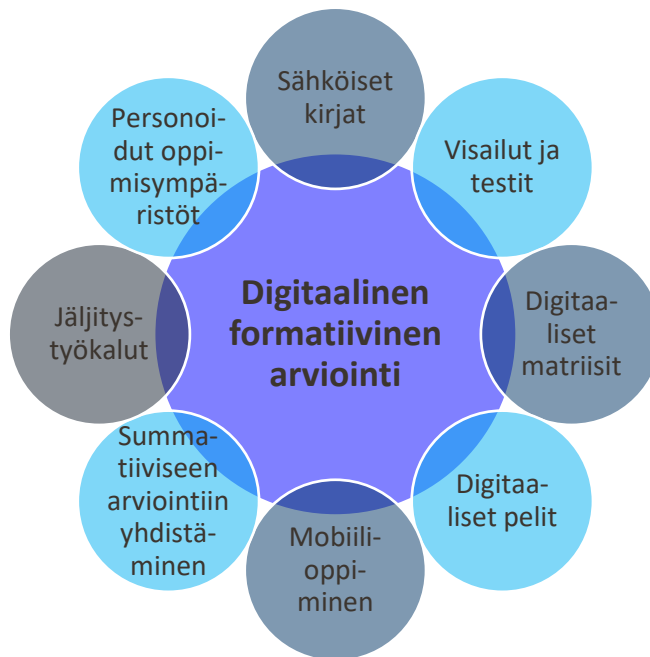 Sähköiset
kirjat
Visailut ja
testit
Digitaa-
liset
matriisit
Digitaa-
liset pelit
Mobiili-
oppi-
minen
Summa-
tiiviseen
arviointiin
yhdistä-
minen
Jäljitys-
työkalut
Personoi-
dut oppi-
misympä-
ristöt
Digitaalinen
formatiivinen
arviointi